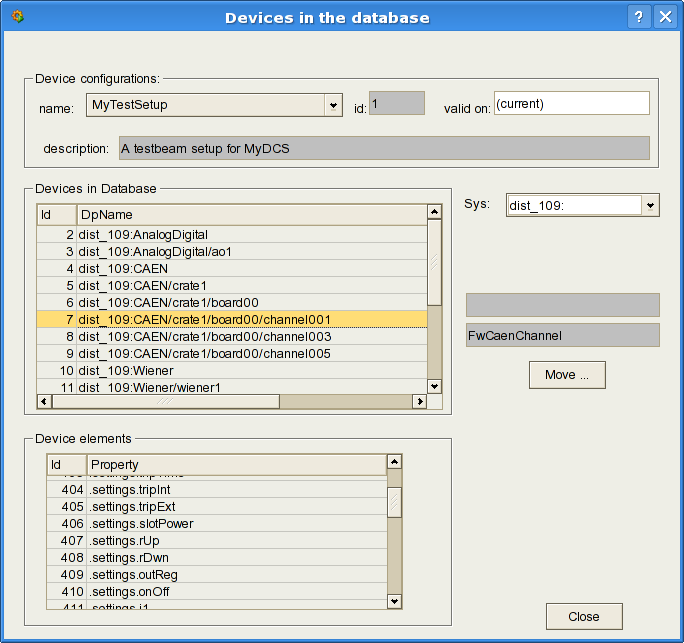 Devices in the database
?
Device configurations:
name: MyTestSetup id: 1 valid on: (current)
description: A testbeam setup for MyDCS
Devices in Database
Sys: dist_109:
Id DpName
2 dist_109:AnalogDigital
3 dist_109:AnalogDigital/ao1
4 dist_109:CAEN
5 dist_109:CAEN/crate1
6 dist_109:CAEN/crate1/board00
7 dist_109:CAEN/crate1/board00/channel001
8 dist_109:CAEN/crate1/board00/channel003
9 dist_109:CAEN/crate1/board00/channel005
10 dist_109:Wiener
11 dist_109:Wiener/wiener1
FwCaenChannel
Move ...
Device elements
Id Property
404 .settings.tripInt
405 .settings.tripExt
406 .settings.slotPower
407 .settings.rUp
408 .settings.rDwn
409 .settings.outReg
410 .settings.onOff
411 .settings.i1
Close